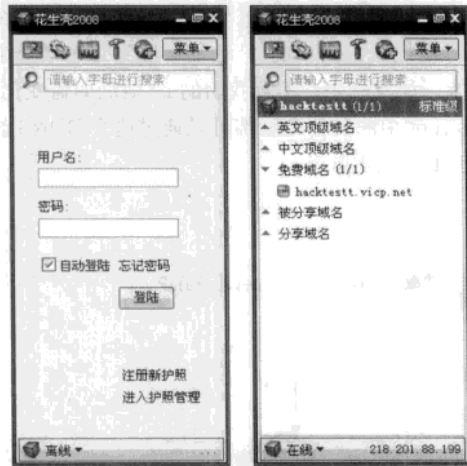 花生壳2008
菜单
请输入字母进行搜索
用户名:
密码:
自动登陆 忘记密码
登陆
注册新护照
进入护照管理
离线
花生壳2008
菜单
请输入字母进行搜索
hacktestt (1/1) 标准级
英文顶级域名
中文顶级域名
免费域名 (1/1)
hacktestt.vicp.net
被分享域名
分享域名
在线 218.201.88.199